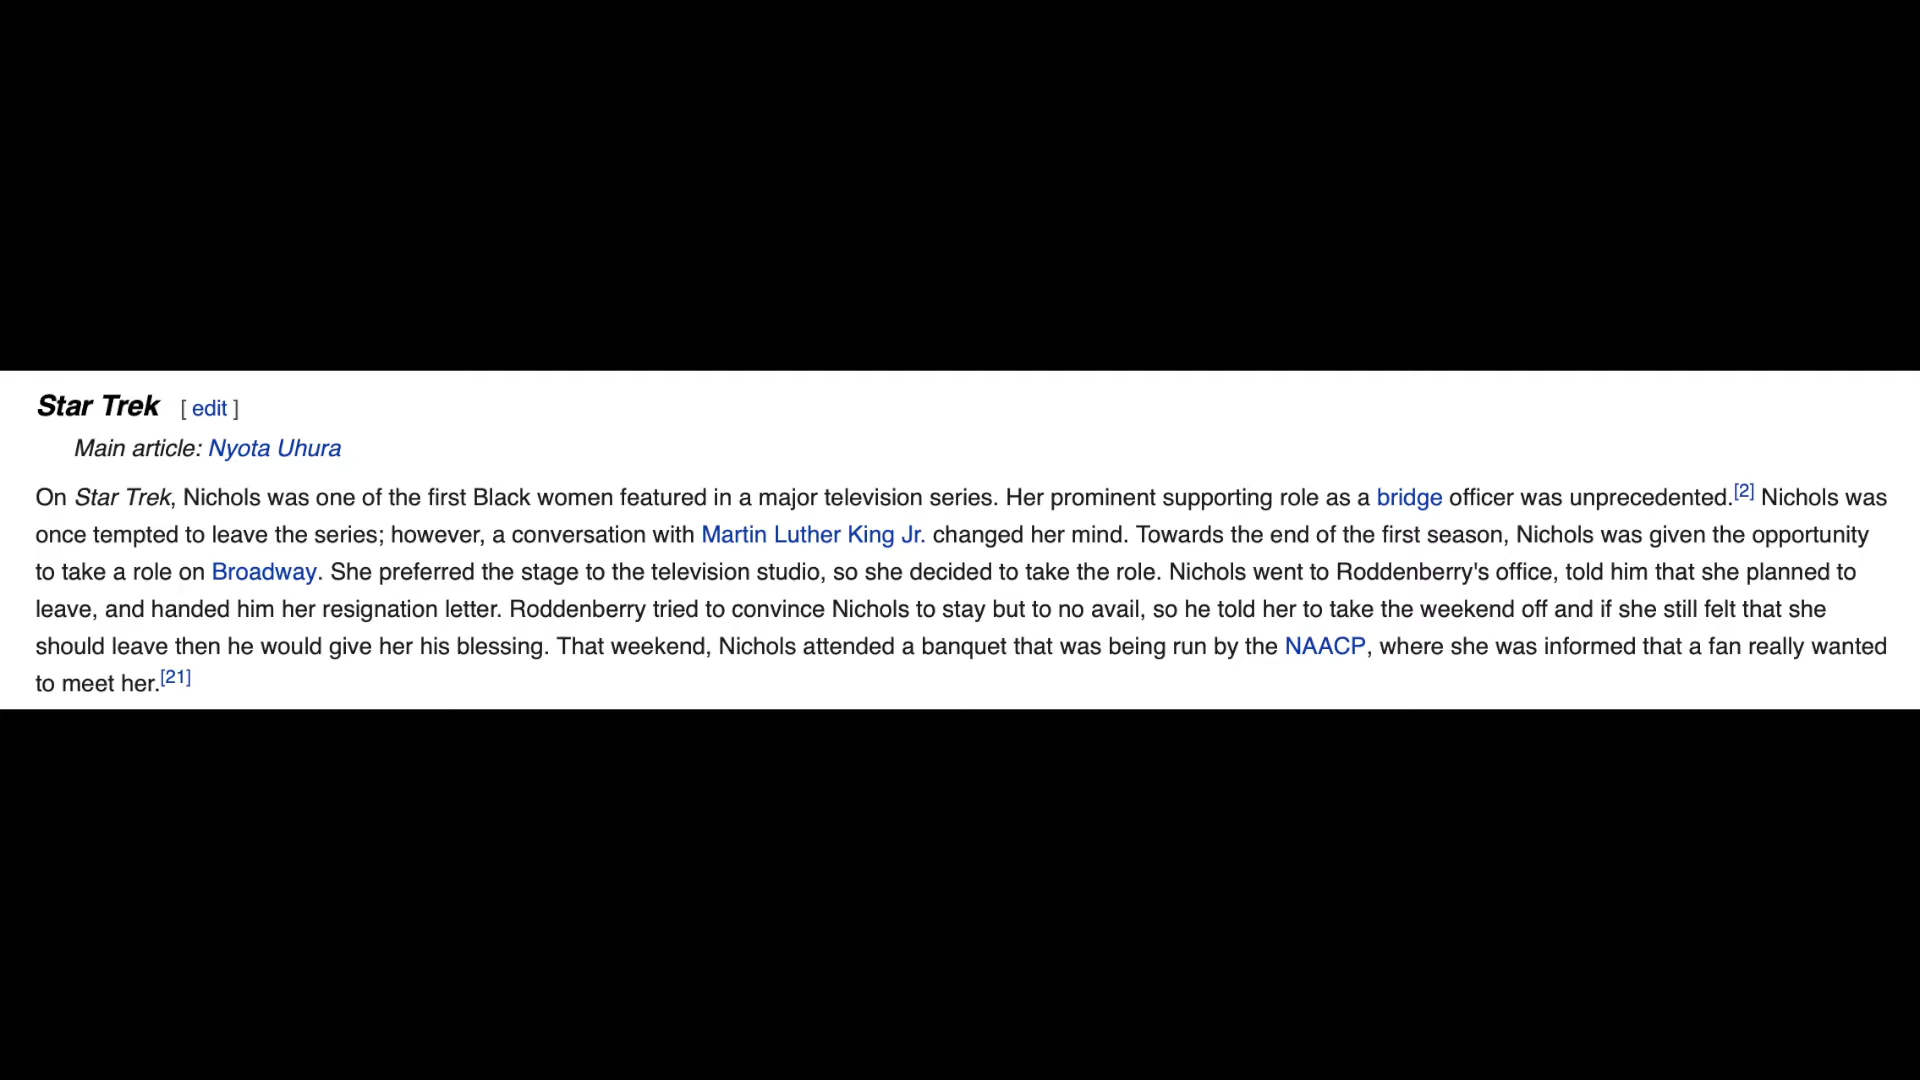 Star Trek [ edit ]
Main article: Nyota Uhura
On Star Trek, Nichols was one of the first Black women featured in a major television series. Her prominent supporting role as a bridge officer was unprecedented.[2] Nichols was
once tempted to leave the series; however, a conversation with Martin Luther King Jr. changed her mind. Towards the end of the first season, Nichols was given the opportunity
to take a role on Broadway. She preferred the stage to the television studio, so she decided to take the role. Nichols went to Roddenberry's office, told him that she planned to
leave, and handed him her resignation letter. Roddenberry tried to convince Nichols to stay but to no avail, so he told her to take the weekend off and if she still felt that she
should leave then he would give her his blessing. That weekend, Nichols attended a banquet that was being run by the NAACP, where she was informed that a fan really wanted
to meet her.[21]